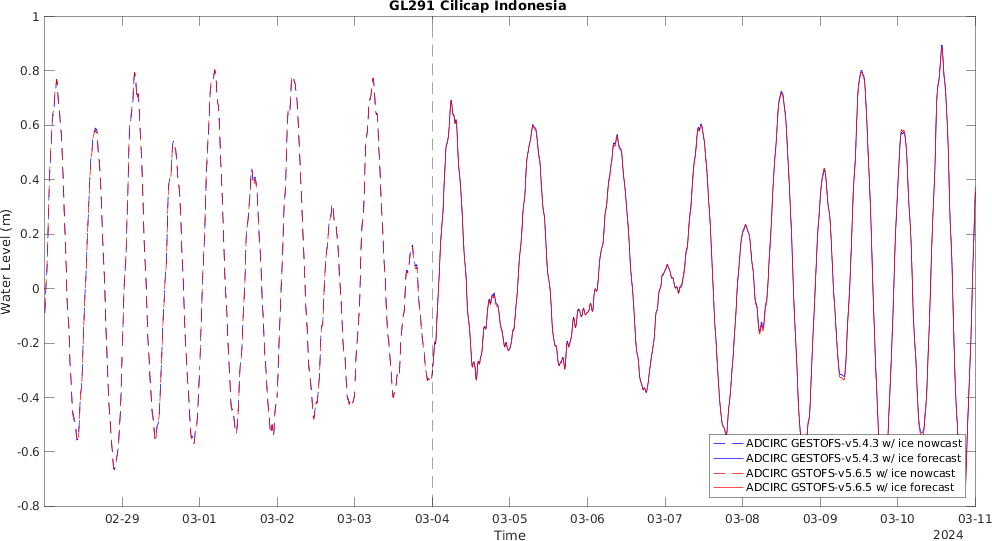 GL291 Cilicap Indonesia
1
0.8
0.6
0.4
0.2
0
-0.2
-0.4
-0.6
-0.8
Water Level (m)
02-29 03-01 03-02 03-03 03-04 03-05 03-06 03-07 03-08 03-09 03-10 03-11
Time
2024
ADCIRC GESTOFS-v5.4.3 w/ ice nowcast
ADCIRC GESTOFS-v5.4.3 w/ ice forecast
ADCIRC GSTOFS-v5.6.5 w/ ice nowcast
ADCIRC GSTOFS-v5.6.5 w/ ice forecast